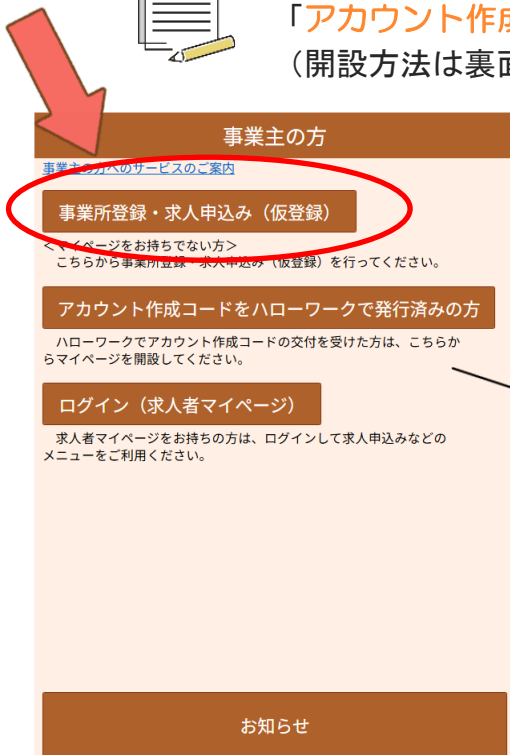 「アカウント作成
（開設方法は裏面
事業主の方
事業主の方へのサービスのご案内
事業所登録・求人申込み（仮登録）
＜マイページをお持ちでない方＞
こちらから事業所登録・求人申込み（仮登録）を行ってください。
アカウント作成コードをハローワークで発行済みの方
ハローワークでアカウント作成コードの交付を受けた方は、こちらか
らマイページを開設してください。
ログイン（求人者マイページ）
求人者マイページをお持ちの方は、ログインして求人申込みなどの
メニューをご利用ください。
お知らせ